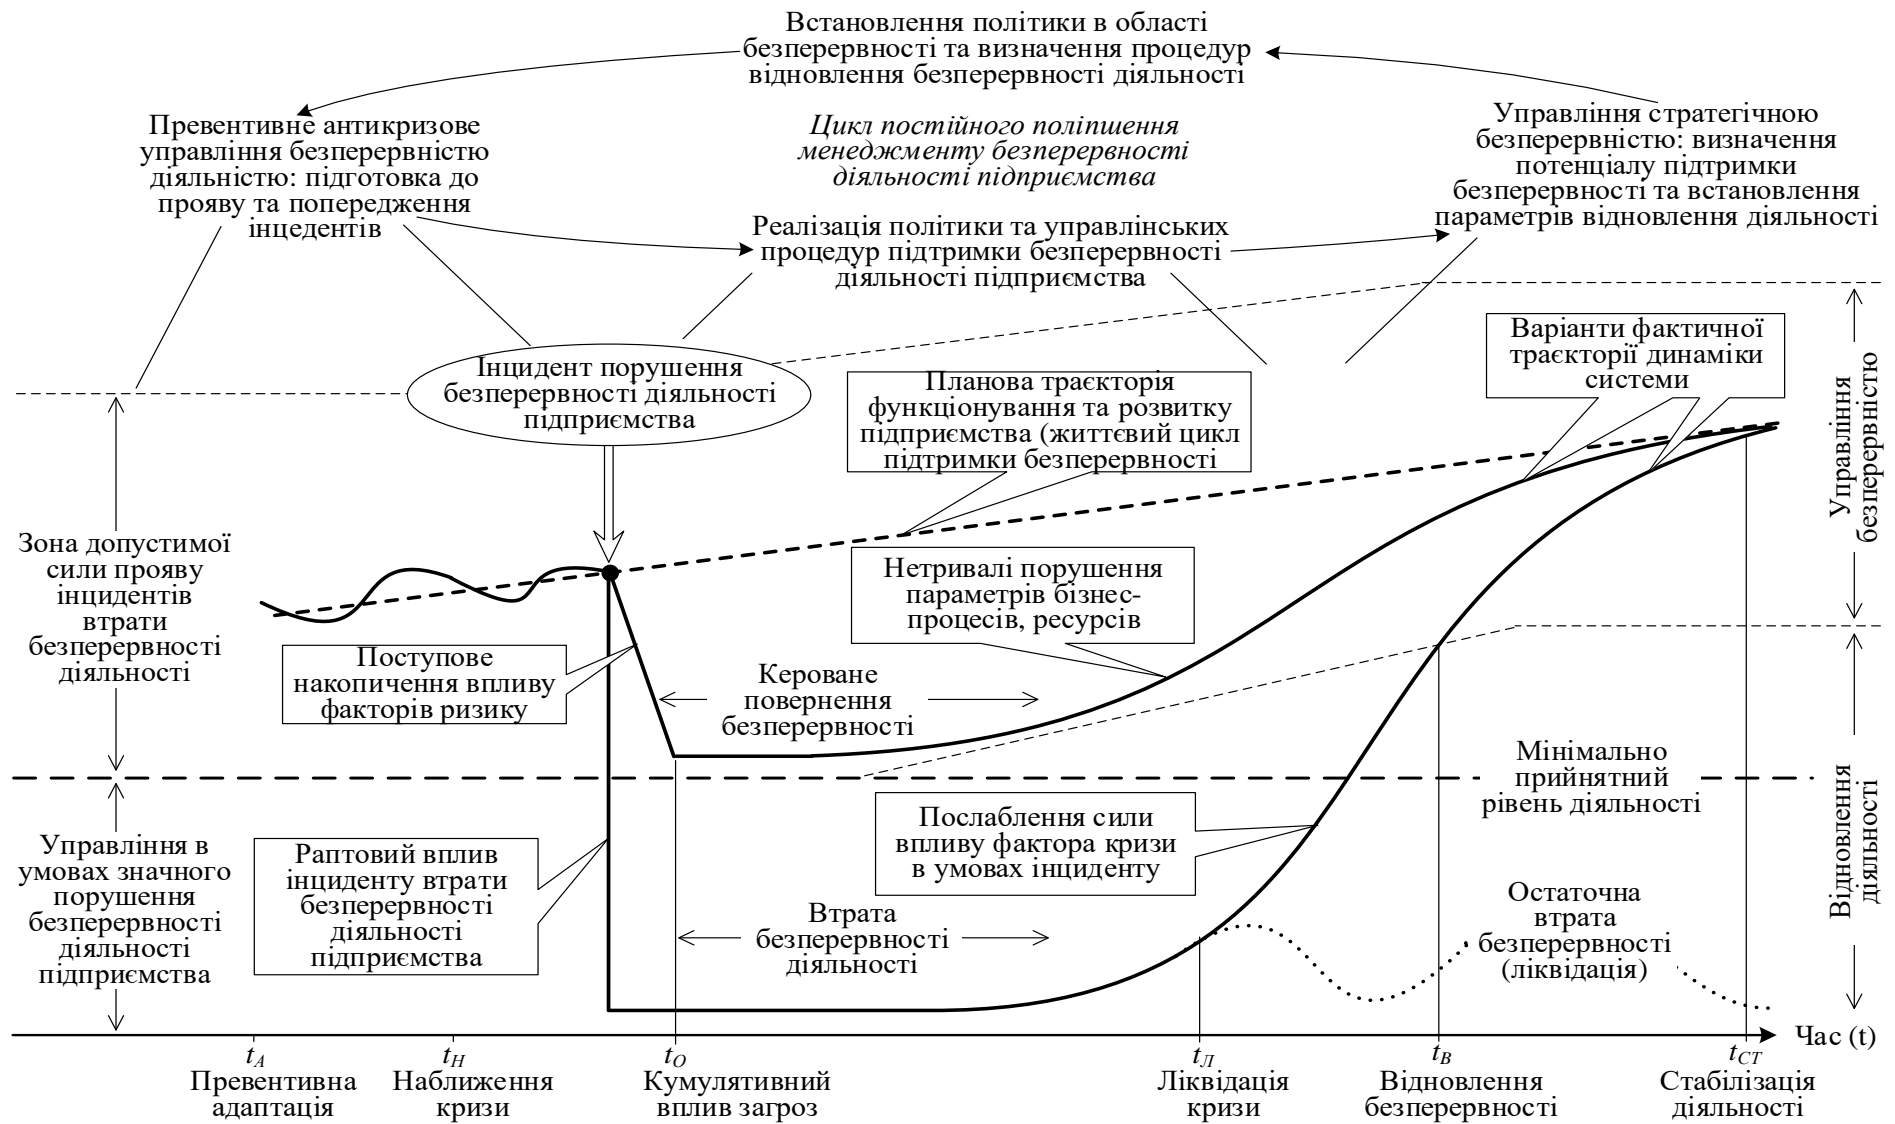 Встановлення політики в області
безперервності та визначення процедур
відновлення безперервності діяльності
Превентивне антикризове
управління безперервністю
діяльністю: підготовка до
прояву та попередження
інцедентів
Цикл постійного поліпшення
менеджменту безперервності
діяльності підприємства
Управління стратегічною
безперервністю: визначення
потенціалу підтримки
безперервності та встановлення
параметрів відновлення діяльності
Реалізація політики та управлінських
процедур підтримки безперервності
діяльності підприємства
Інцидент порушення
безперервності діяльності
підприємства
Планова траєкторія
функціонування та розвитку
підприємства (життєвий цикл
підтримки безперервності
Варіанти фактичної
траєкторії динаміки
системи
Управління
безперервністю
Зона допустимої
сили прояву
інцидентів
втрати
безперервності
діяльності
Нетривалі порушення
параметрів бізнес-
процесів, ресурсів
Поступове
накопичення впливу
факторів ризику
Кероване
повернення
безперервності
Мінімально
прийнятний
рівень діяльності
Відновлення
діяльності
Управління в
умовах значного
порушення
безперервності
діяльності
підприємства
Раптовий вплив
інциденту втрати
безперервності
діяльності
підприємства
Послаблення сили
впливу фактора кризи
в умовах інциденту
Втрата
безперервності
діяльності
Остаточна
втрата
безперервності
(ліквідація)
Час (t)
tА
Превентивна
адаптація
tН
Наближення
кризи
tО
Кумулятивний
вплив загроз
tЛ
Ліквідація
кризи
tВ
Відновлення
безперервності
tСТ
Стабілізація
діяльності